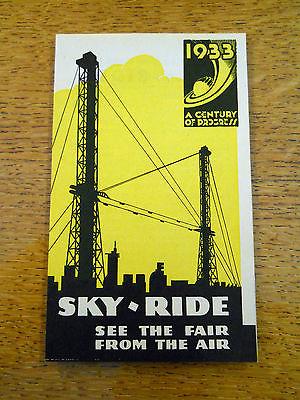 1933
A CENTURY
OF PROGRESS
SKY·RIDE
SEE THE FAIR
FROM THE AIR